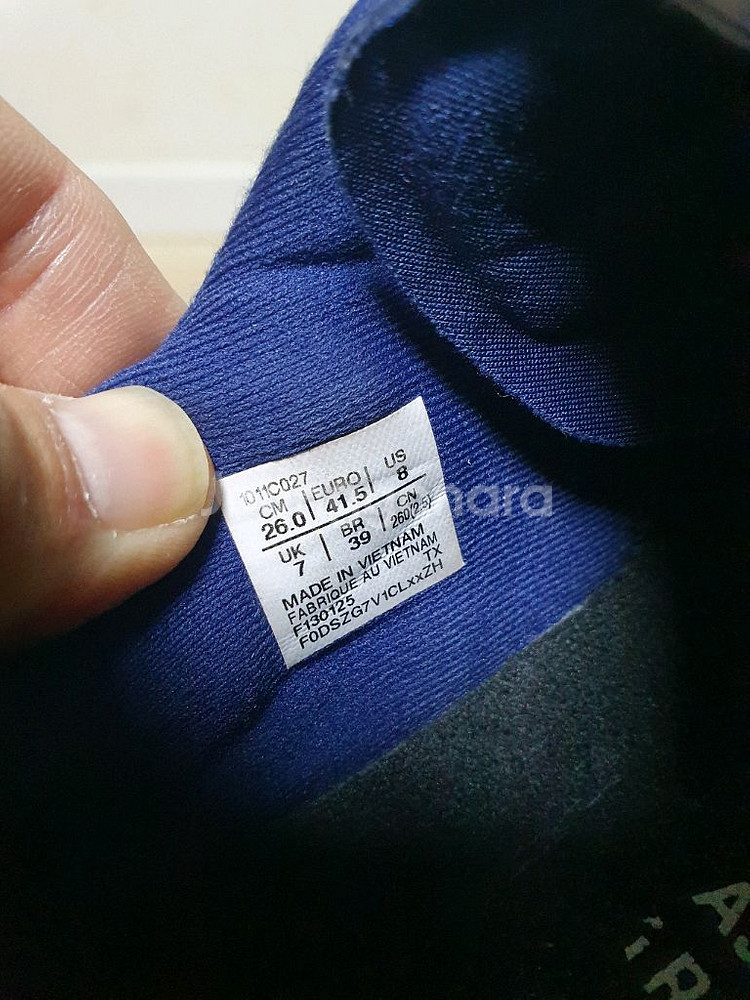 1011C027
CM EURO US
26.0 41.5 8
UK BR CN
7 39 260(2.5)
MADE IN VIETNAM
FABRIQUE AU VIETNAM
F130125 TX
F0DSZG7V1CLxxZH